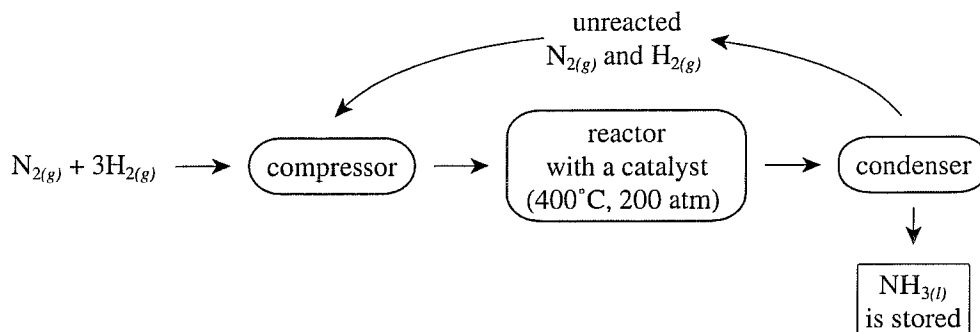 unreacted
N₂(g) and H₂(g)
N₂(g) + 3H₂(g)
compressor
reactor
with a catalyst
(400°C, 200 atm)
condenser
NH₃(l)
is stored